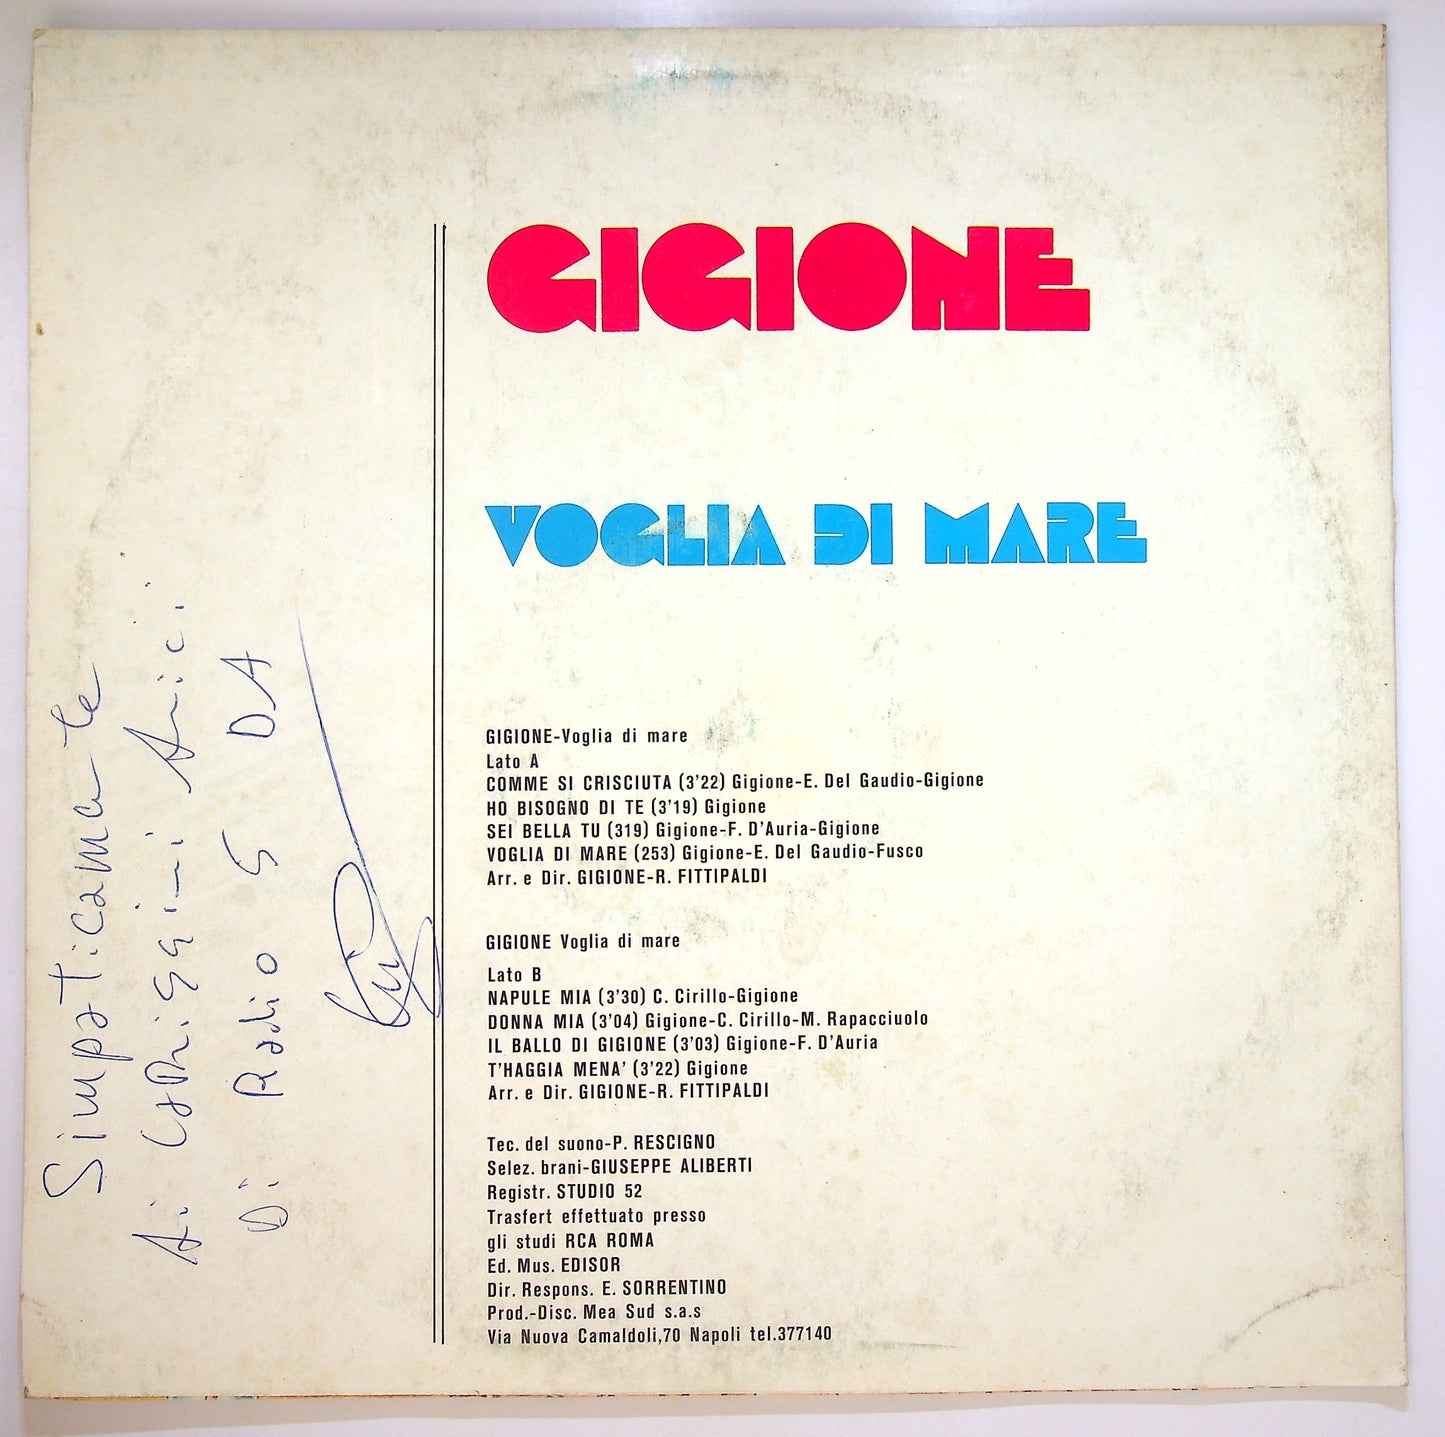 GIGIONE
VOGLIA DI MARE
GIGIONE-Voglia di mare
Lato A
COMME SI CRISCIUTA (3'22) Gigione-E. Del Gaudio-Gigione
HO BISOGNO DI TE (3'19) Gigione
SEI BELLA TU (319) Gigione-F. D'Auria-Gigione
VOGLIA DI MARE (253) Gigione-E. Del Gaudio-Fusco
Arr. e Dir. GIGIONE-R. FITTIPALDI
GIGIONE Voglia di mare
Lato B
NAPULE MIA (3'30) C. Cirillo-Gigione
DONNA MIA (3'04) Gigione-C. Cirillo-M. Rapacciuolo
IL BALLO DI GIGIONE (3'03) Gigione-F. D'Auria
T'HAGGIA MENA' (3'22) Gigione
Arr. e Dir. GIGIONE-R. FITTIPALDI
Tec. del suono-P. RESCIGNO
Selez. brani-GIUSEPPE ALIBERTI
Registr. STUDIO 52
Trasfert effettuato presso
gli studi RCA ROMA
Ed. Mus. EDISOR
Dir. Respons. E. SORRENTINO
Prod.-Disc. Mea Sud s.a.s
Via Nuova Camaldoli,70 Napoli tel.377140
Simpaticamente
Ai Amici
Di Radio 5 DA